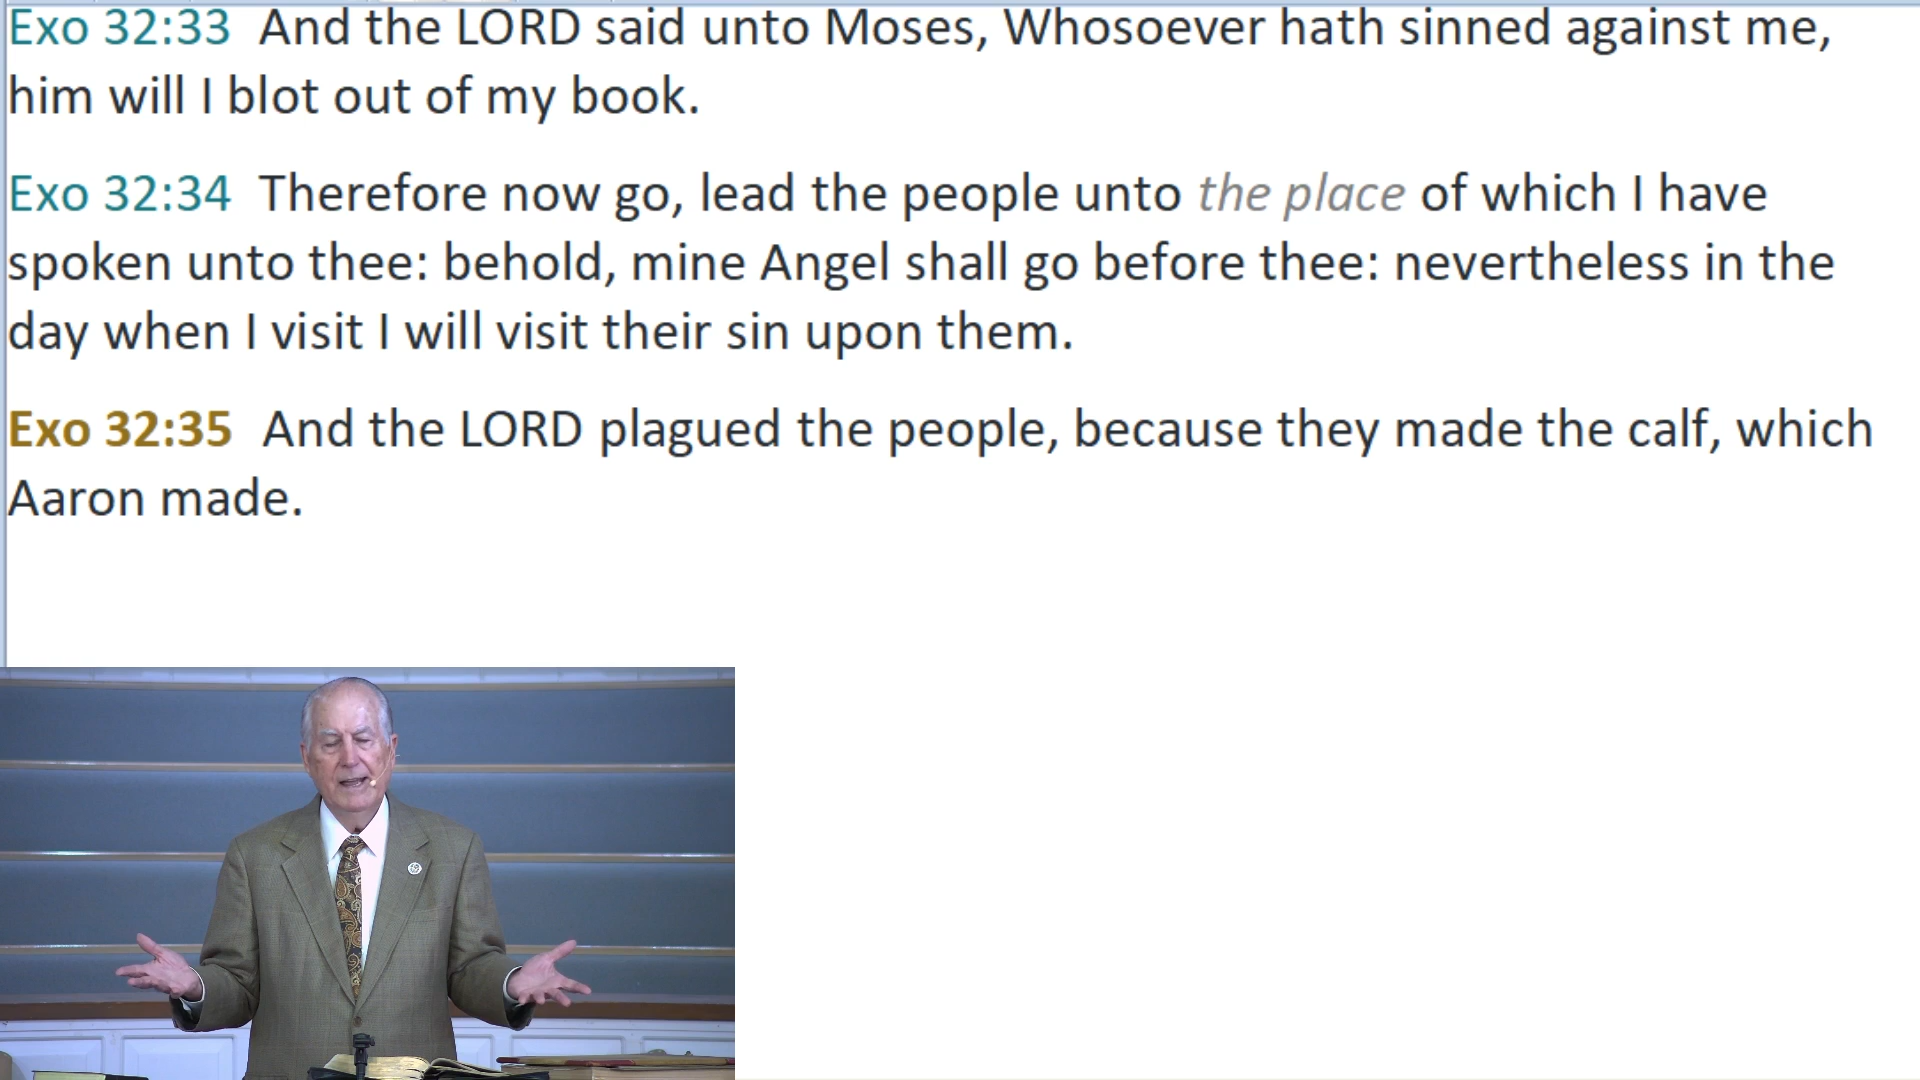 Exo 32:33 And the LORD said unto Moses, Whosoever hath sinned against me,
him will I blot out of my book.
Exo 32:34 Therefore now go, lead the people unto the place of which I have
spoken unto thee: behold, mine Angel shall go before thee: nevertheless in the
day when I visit I will visit their sin upon them.
Exo 32:35 And the LORD plagued the people, because they made the calf, which
Aaron made.